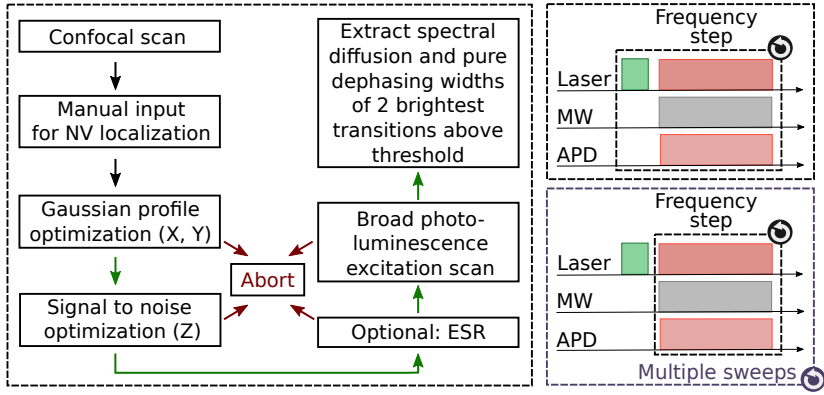 Confocal scan
Manual input
for NV localization
Gaussian profile
optimization (X, Y)
Signal to noise
optimization (Z)
Abort
Extract spectral
diffusion and pure
dephasing widths
of 2 brightest
transitions above
threshold
Broad photo-
luminescence
excitation scan
Optional: ESR
Frequency
step
Laser
MW
APD
Frequency
step
Laser
MW
APD
Multiple sweeps